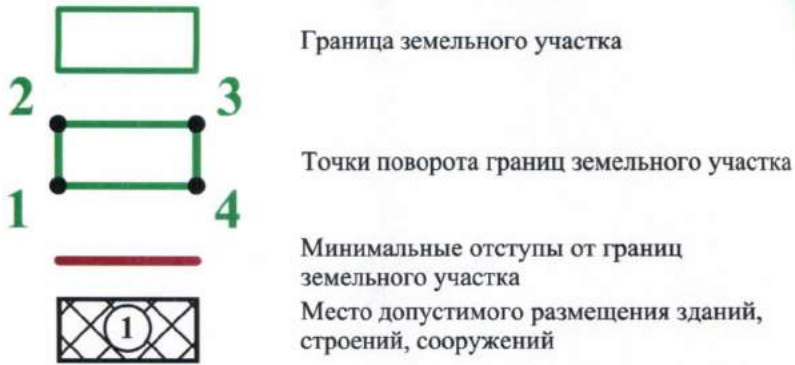 Граница земельного участка
2 3
Точки поворота границ земельного участка
1 4
Минимальные отступы от границ
земельного участка
1
Место допустимого размещения зданий,
строений, сооружений